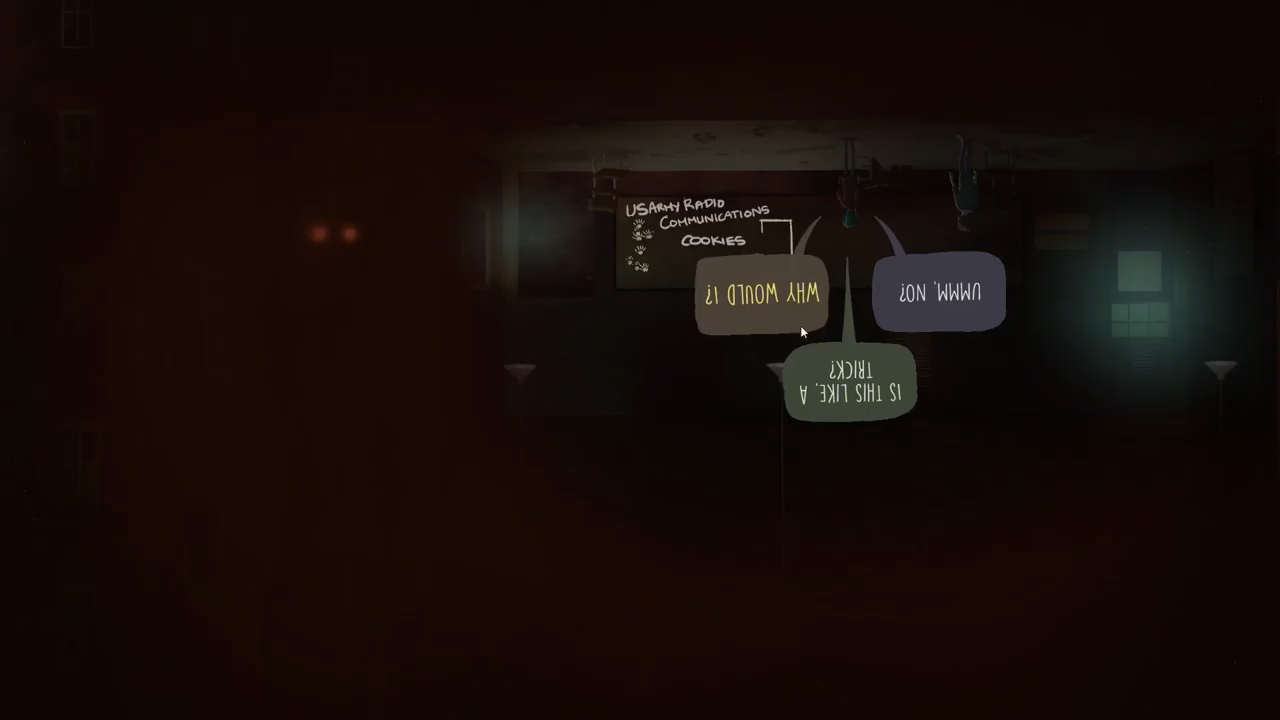 USARMY RADIO
COMMUNICATIONS
COOKIES
WHY WOULD I?
UMMM, NO?
IS THIS LIKE, A
TRICK?